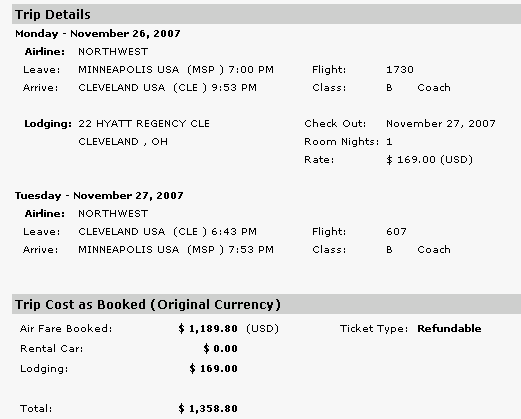 Trip Details
Monday - November 26, 2007
Airline: NORTHWEST
Leave: MINNEAPOLIS USA (MSP ) 7:00 PM Flight: 1730
Arrive: CLEVELAND USA (CLE ) 9:53 PM Class: B Coach
Lodging: 22 HYATT REGENCY CLE Check Out: November 27, 2007
CLEVELAND , OH Room Nights: 1
Rate: $ 169.00 (USD)
Tuesday - November 27, 2007
Airline: NORTHWEST
Leave: CLEVELAND USA (CLE ) 6:43 PM Flight: 607
Arrive: MINNEAPOLIS USA (MSP ) 7:53 PM Class: B Coach
Trip Cost as Booked (Original Currency)
Air Fare Booked: $ 1,189.80 (USD) Ticket Type: Refundable
Rental Car: $ 0.00
Lodging: $ 169.00
Total: $ 1,358.80